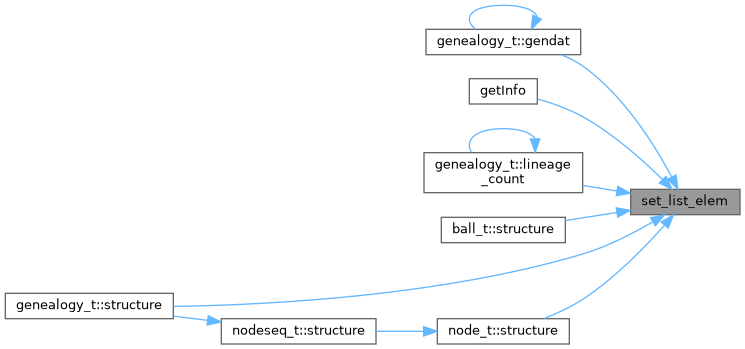 genealogy_t::gendat
getInfo
genealogy_t::lineage
_count
set_list_elem
ball_t::structure
genealogy_t::structure
nodeseq_t::structure
node_t::structure